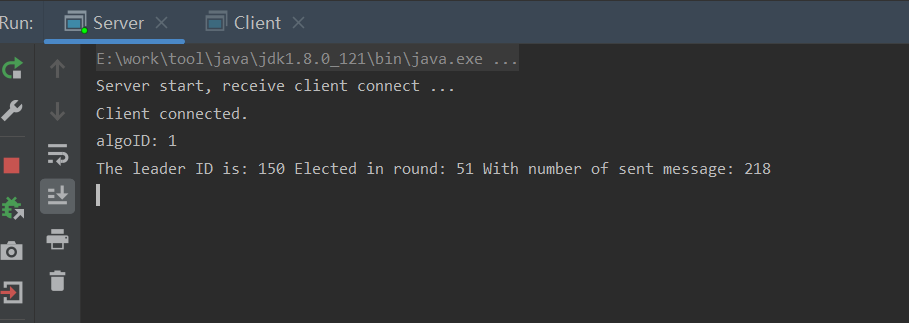 Run: Server Client
E:\work\tool\java\jdk1.8.0_121\bin\java.exe ...
Server start, receive client connect ...
Client connected.
algoID: 1
The leader ID is: 150 Elected in round: 51 With number of sent message: 218